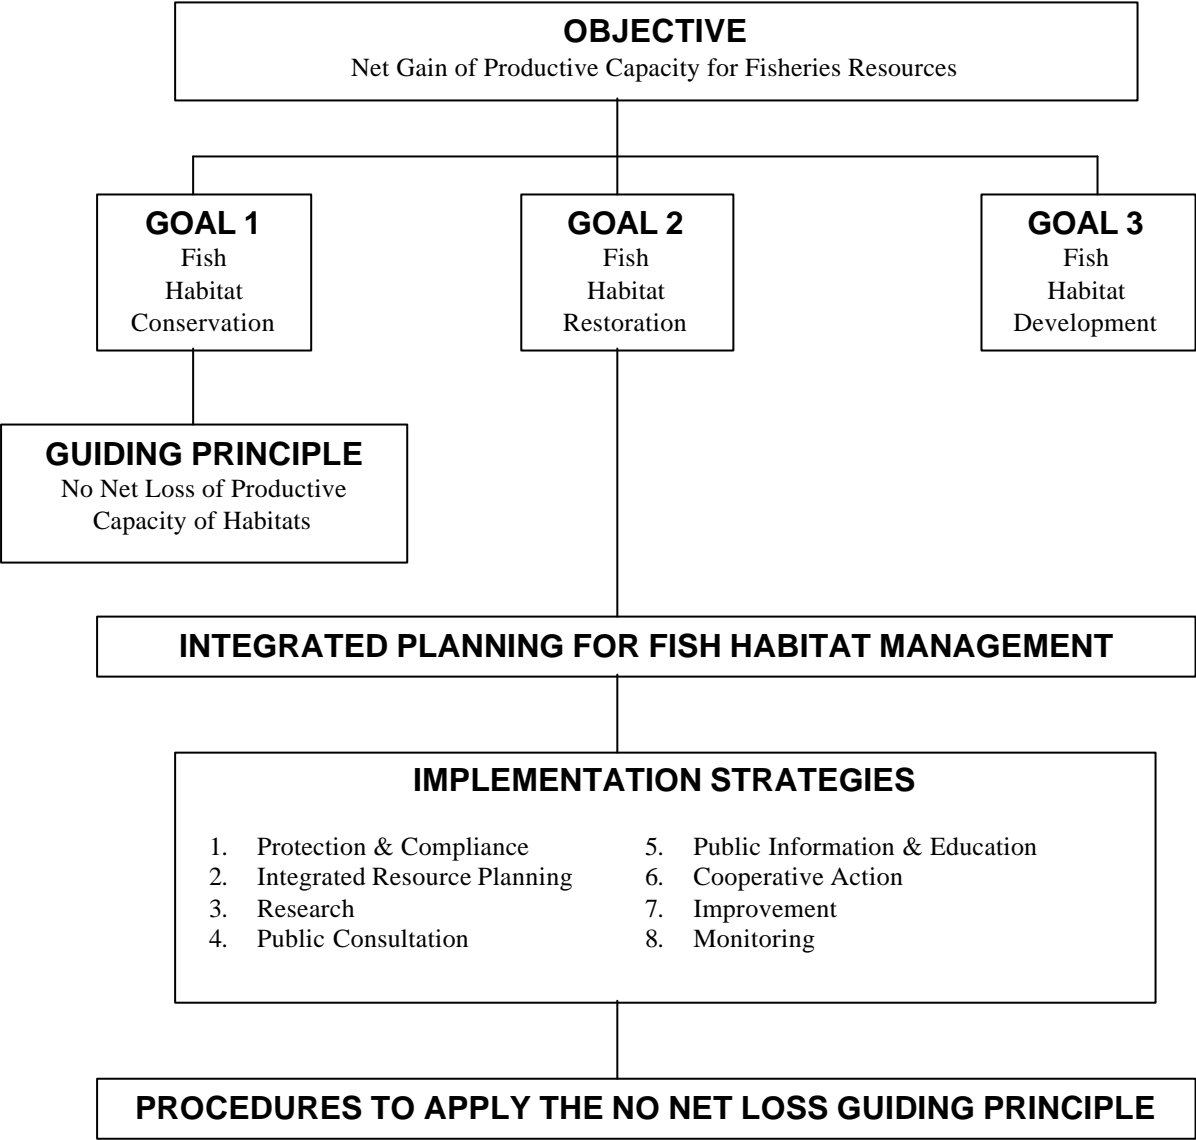 OBJECTIVE
Net Gain of Productive Capacity for Fisheries Resources
GOAL 1
Fish
Habitat
Conservation
GOAL 2
Fish
Habitat
Restoration
GOAL 3
Fish
Habitat
Development
GUIDING PRINCIPLE
No Net Loss of Productive
Capacity of Habitats
INTEGRATED PLANNING FOR FISH HABITAT MANAGEMENT
IMPLEMENTATION STRATEGIES
1. Protection & Compliance
2. Integrated Resource Planning
3. Research
4. Public Consultation
5. Public Information & Education
6. Cooperative Action
7. Improvement
8. Monitoring
PROCEDURES TO APPLY THE NO NET LOSS GUIDING PRINCIPLE